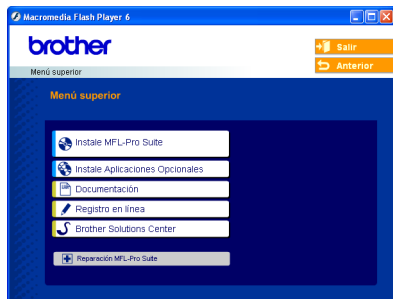 Macromedia Flash Player 6
brother
Salir
Anterior
Menú superior
Menú superior
Instale MFL-Pro Suite
Instale Aplicaciones Opcionales
Documentación
Registro en línea
Brother Solutions Center
Reparación MFL-Pro Suite